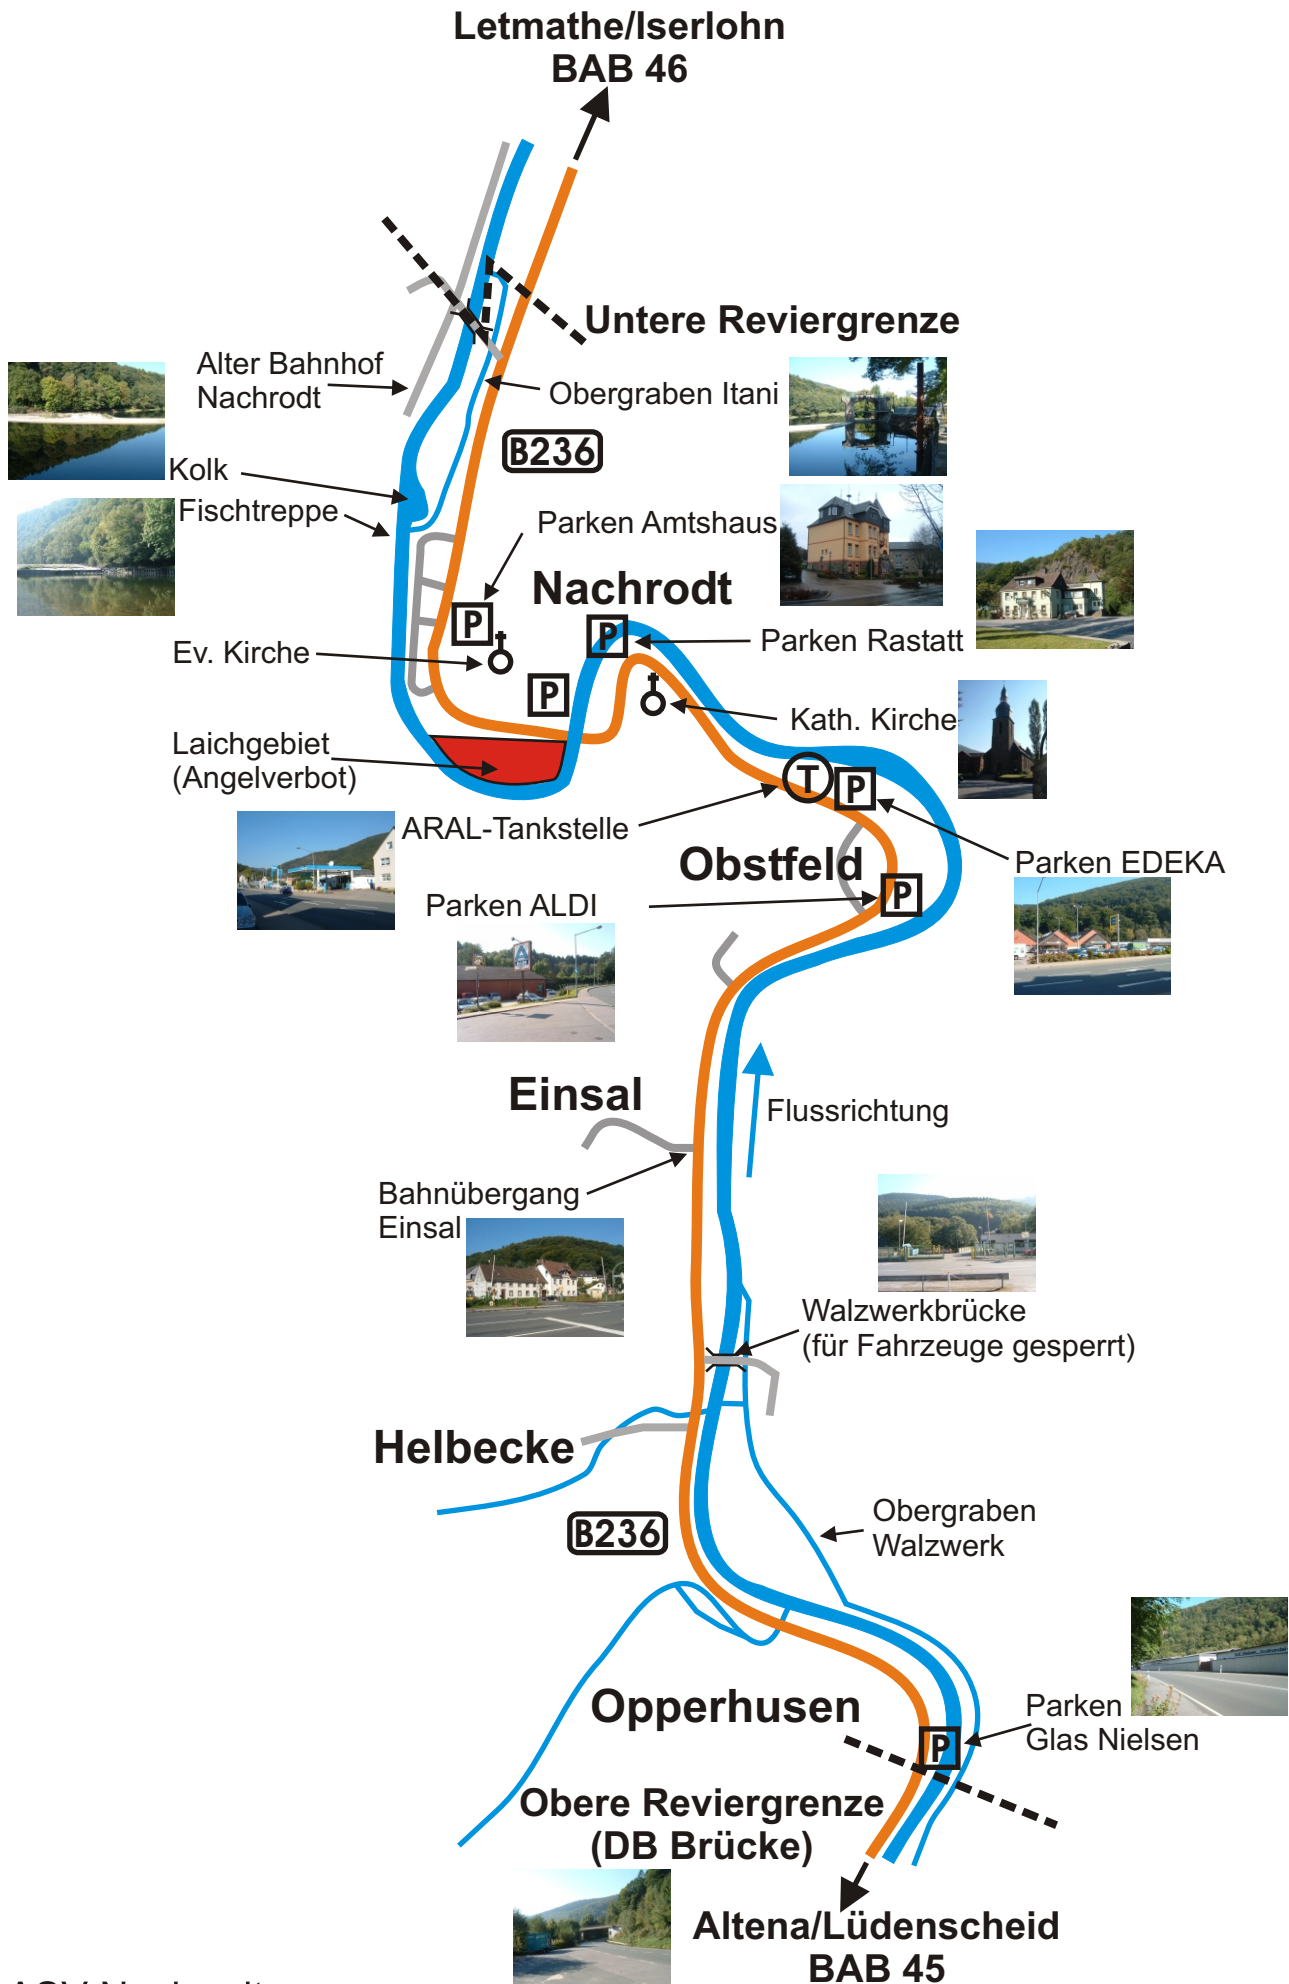 Letmathe/Iserlohn
BAB 46
Untere Reviergrenze
Alter Bahnhof
Nachrodt
Obergraben Itani
B236
Kolk
Fischtreppe
Parken Amtshaus
Nachrodt
P
P
Parken Rastatt
Ev. Kirche
P
Kath. Kirche
Laichgebiet
(Angelverbot)
T
P
ARAL-Tankstelle
Obstfeld
Parken EDEKA
P
Parken ALDI
Einsal
Flussrichtung
Bahnübergang
Einsal
Walzwerkbrücke
(für Fahrzeuge gesperrt)
Helbecke
B236
Obergraben
Walzwerk
Opperhusen
Parken
Glas Nielsen
P
Obere Reviergrenze
(DB Brücke)
Altena/Lüdenscheid
BAB 45